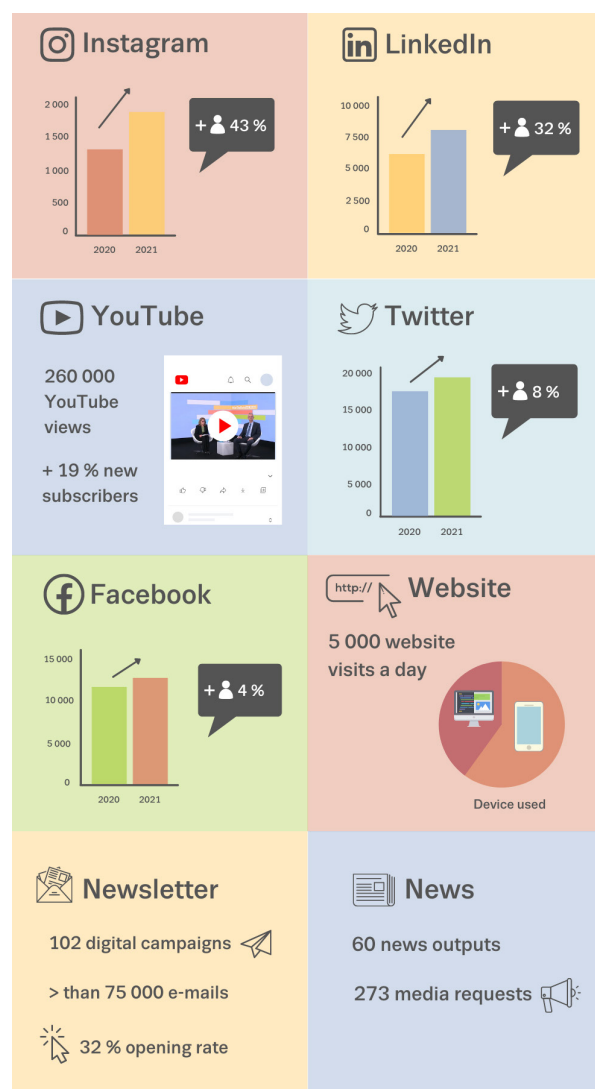 Instagram
2 000
1 500
1 000
500
0
2020 2021
+ 43 %
LinkedIn
10 000
7 500
5 000
2 500
0
2020 2021
+ 32 %
YouTube
260 000
YouTube
views
+ 19 % new
subscribers
Twitter
20 000
15 000
10 000
5 000
0
2020 2021
+ 8 %
Facebook
15 000
10 000
5 000
0
2020 2021
+ 4 %
http://
Website
5 000 website
visits a day
Device used
Newsletter
102 digital campaigns
> than 75 000 e-mails
32 % opening rate
News
60 news outputs
273 media requests